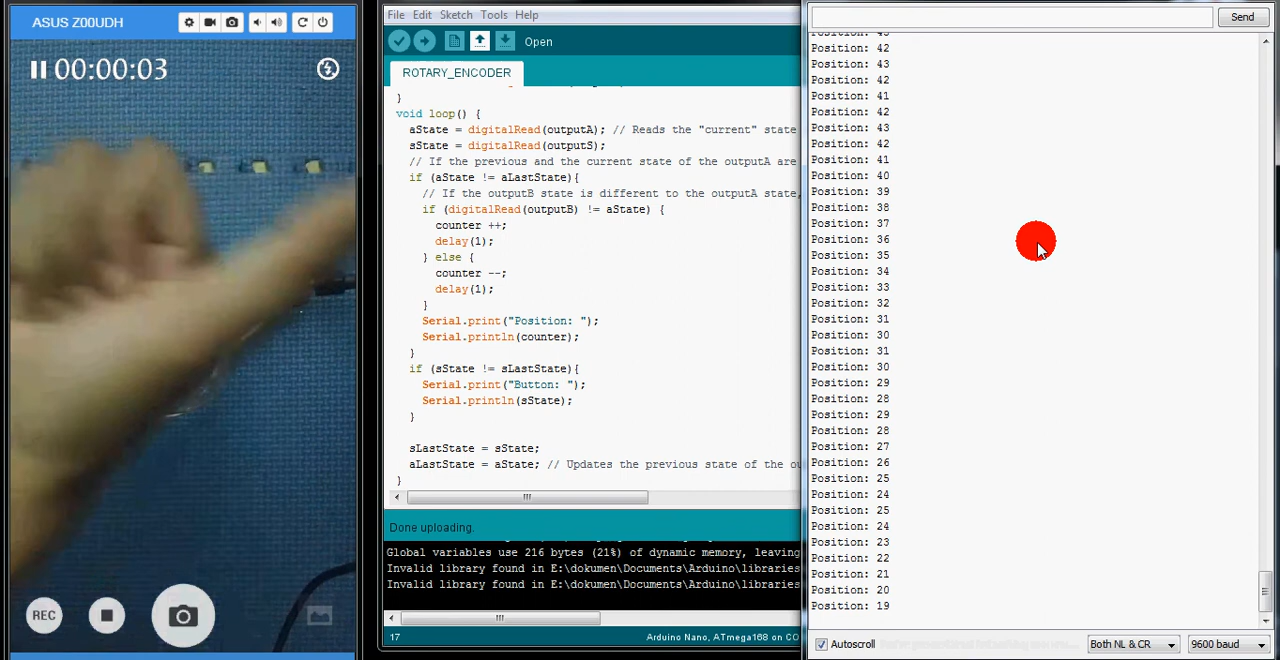 ASUS Z00UDH
00:00:03
REC
File Edit Sketch Tools Help
Open
ROTARY_ENCODER
}
void loop() {
aState = digitalRead(outputA); // Reads the "current" state
sState = digitalRead(outputS);
// If the previous and the current state of the outputA are
if (aState != aLastState){
// If the outputB state is different to the outputA state,
if (digitalRead(outputB) != aState) {
counter ++;
delay(1);
} else {
counter --;
delay(1);
}
Serial.print("Position: ");
Serial.println(counter);
}
if (sState != sLastState){
Serial.print("Button: ");
Serial.println(sState);
}
sLastState = sState;
aLastState = aState; // Updates the previous state of the ou
}
Done uploading.
Global variables use 216 bytes (21%) of dynamic memory, leaving
Invalid library found in E:\dokumen\Documents\Arduino\libraries
Invalid library found in E:\dokumen\Documents\Arduino\libraries
17
Arduino Nano, ATmega168 on CO
Send
Position: 43
Position: 42
Position: 43
Position: 42
Position: 41
Position: 42
Position: 43
Position: 42
Position: 41
Position: 40
Position: 39
Position: 38
Position: 37
Position: 36
Position: 35
Position: 34
Position: 33
Position: 32
Position: 31
Position: 30
Position: 31
Position: 30
Position: 29
Position: 28
Position: 29
Position: 28
Position: 27
Position: 26
Position: 25
Position: 24
Position: 25
Position: 24
Position: 23
Position: 22
Position: 21
Position: 20
Position: 19
Autoscroll
Both NL & CR
9600 baud